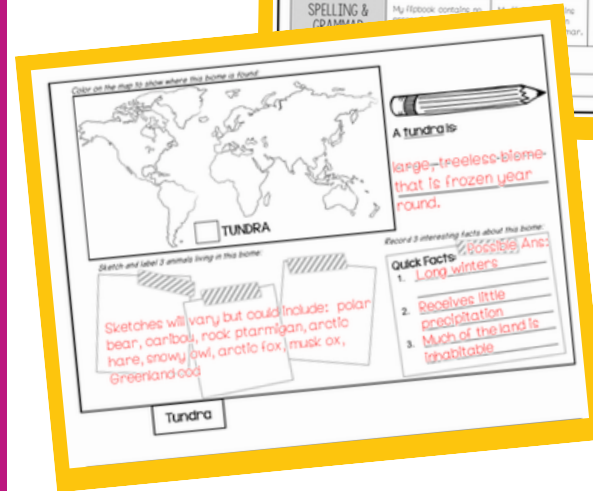 SPELLING &
GRAMMAR
My flipbook contains no
Color on the map to show where this biome is found:
TUNDRA
A tundra is:
large, treeless biome
that is frozen year
round.
Sketch and label 3 animals living in this biome:
Sketches will vary but could include: polar
bear, caribou, rock ptarmigan, arctic
hare, snowy owl, arctic fox, musk ox,
Greenland cod
Record 3 interesting facts about this biome:
Possible Ans:
Quick Facts:
1. Long winters
2. Receives little
precipitation
3. Much of the land is
inhabitable
Tundra